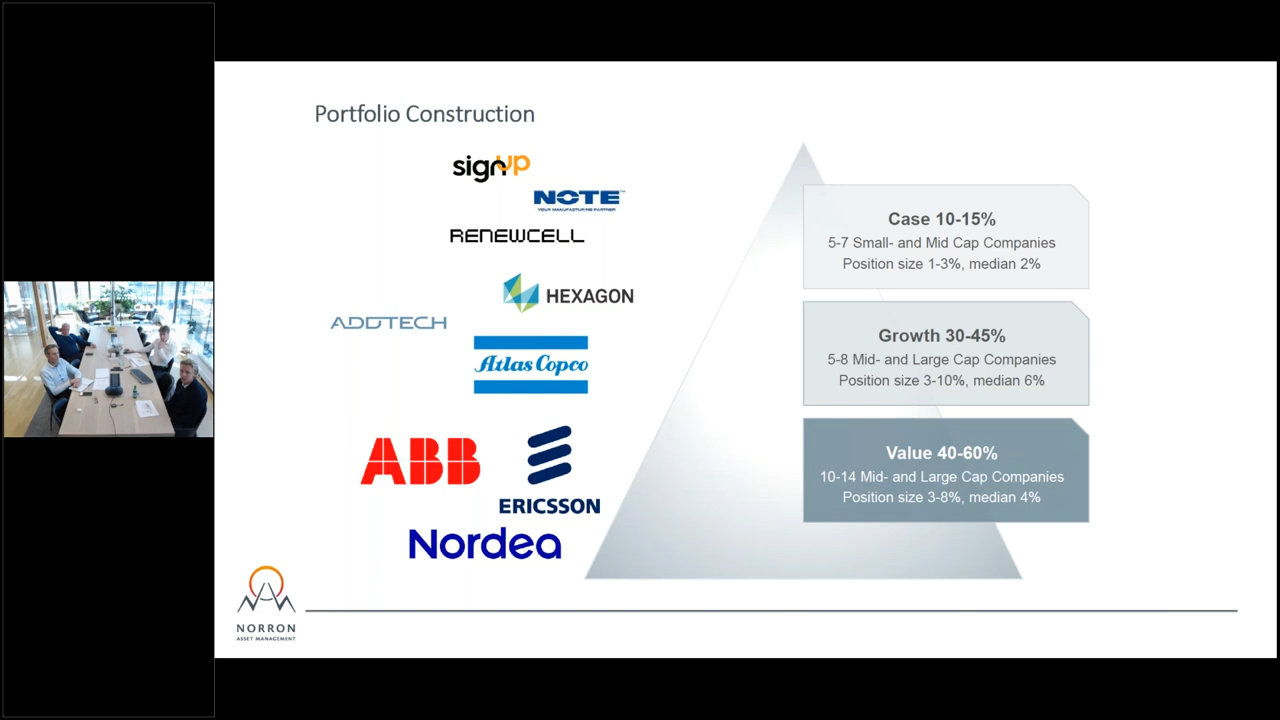 Portfolio Construction
signUP
NOTE
YOUR MANUFACTURING PARTNER
RENEWCELL
HEXAGON
ADDTECH
Atlas Copco
ABB
ERICSSON
Nordea
Case 10-15%
5-7 Small- and Mid Cap Companies
Position size 1-3%, median 2%
Growth 30-45%
5-8 Mid- and Large Cap Companies
Position size 3-10%, median 6%
Value 40-60%
10-14 Mid- and Large Cap Companies
Position size 3-8%, median 4%
NORRON
ASSET MANAGEMENT